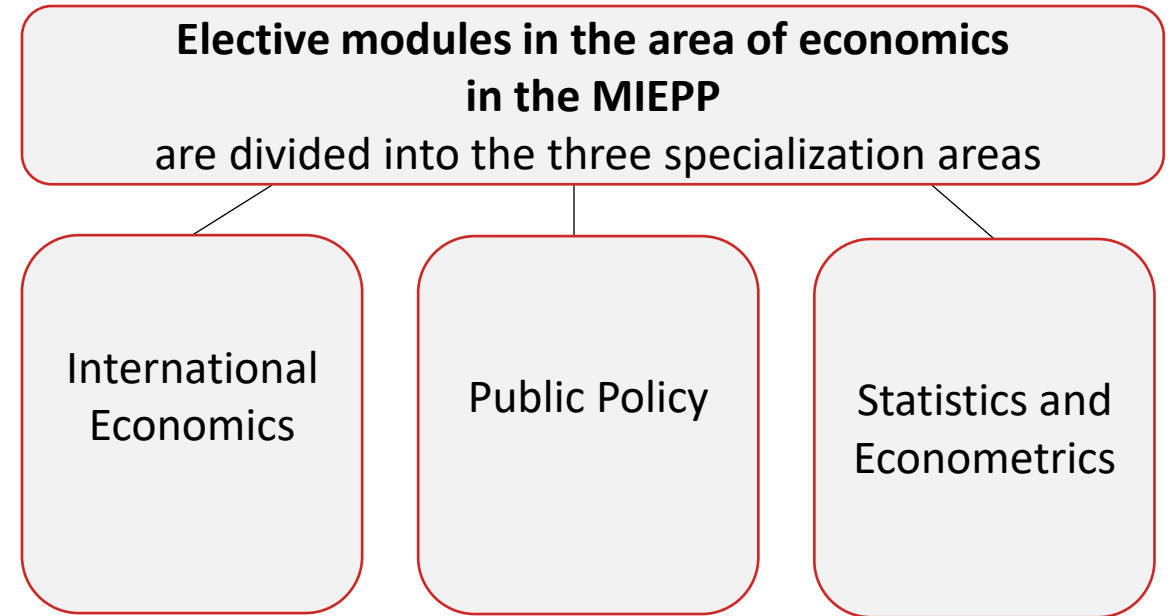 Elective modules in the area of economics
in the MIEPP
are divided into the three specialization areas
International
Economics
Public Policy
Statistics and
Econometrics